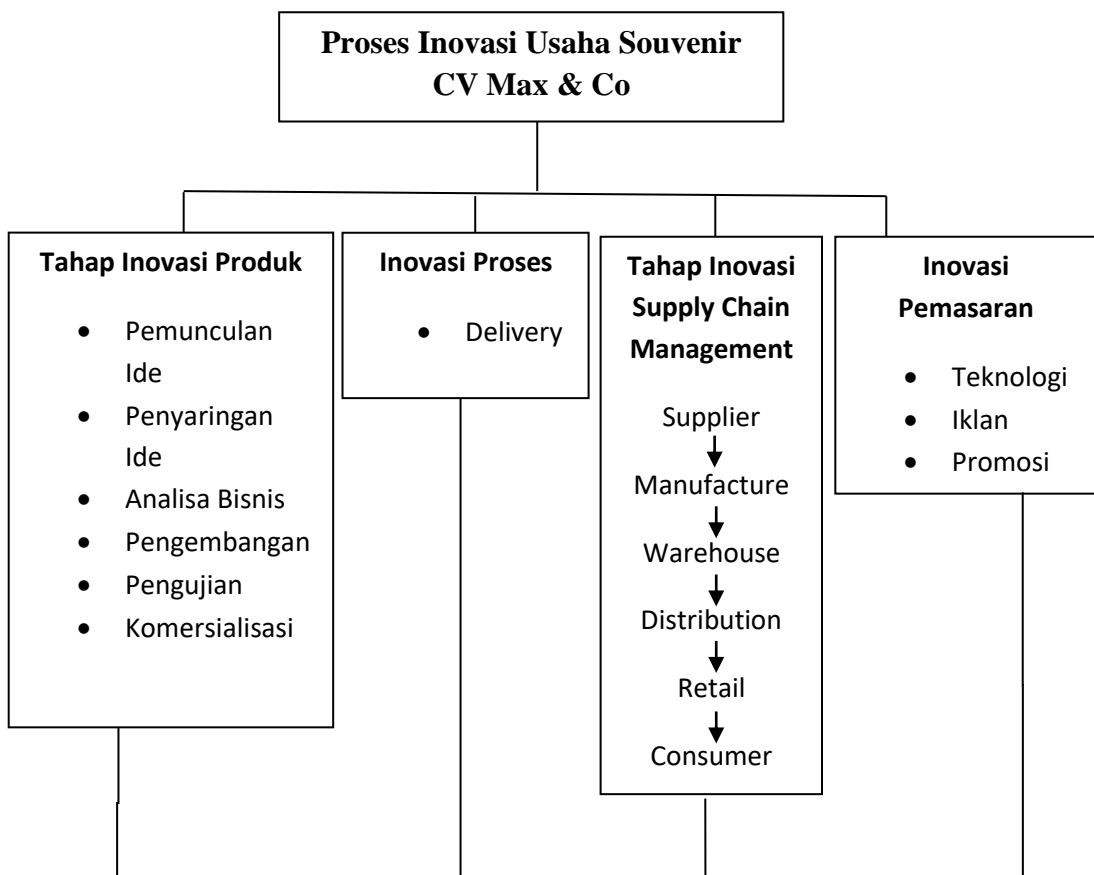 Proses Inovasi Usaha Souvenir
CV Max & Co
Tahap Inovasi Produk
• Pemunculan
Ide
• Penyaringan
Ide
• Analisa Bisnis
• Pengembangan
• Pengujian
• Komersialisasi
Inovasi Proses
• Delivery
Tahap Inovasi
Supply Chain
Management
Supplier
Manufacture
Warehouse
Distribution
Retail
Consumer
Inovasi
Pemasaran
• Teknologi
• Iklan
• Promosi